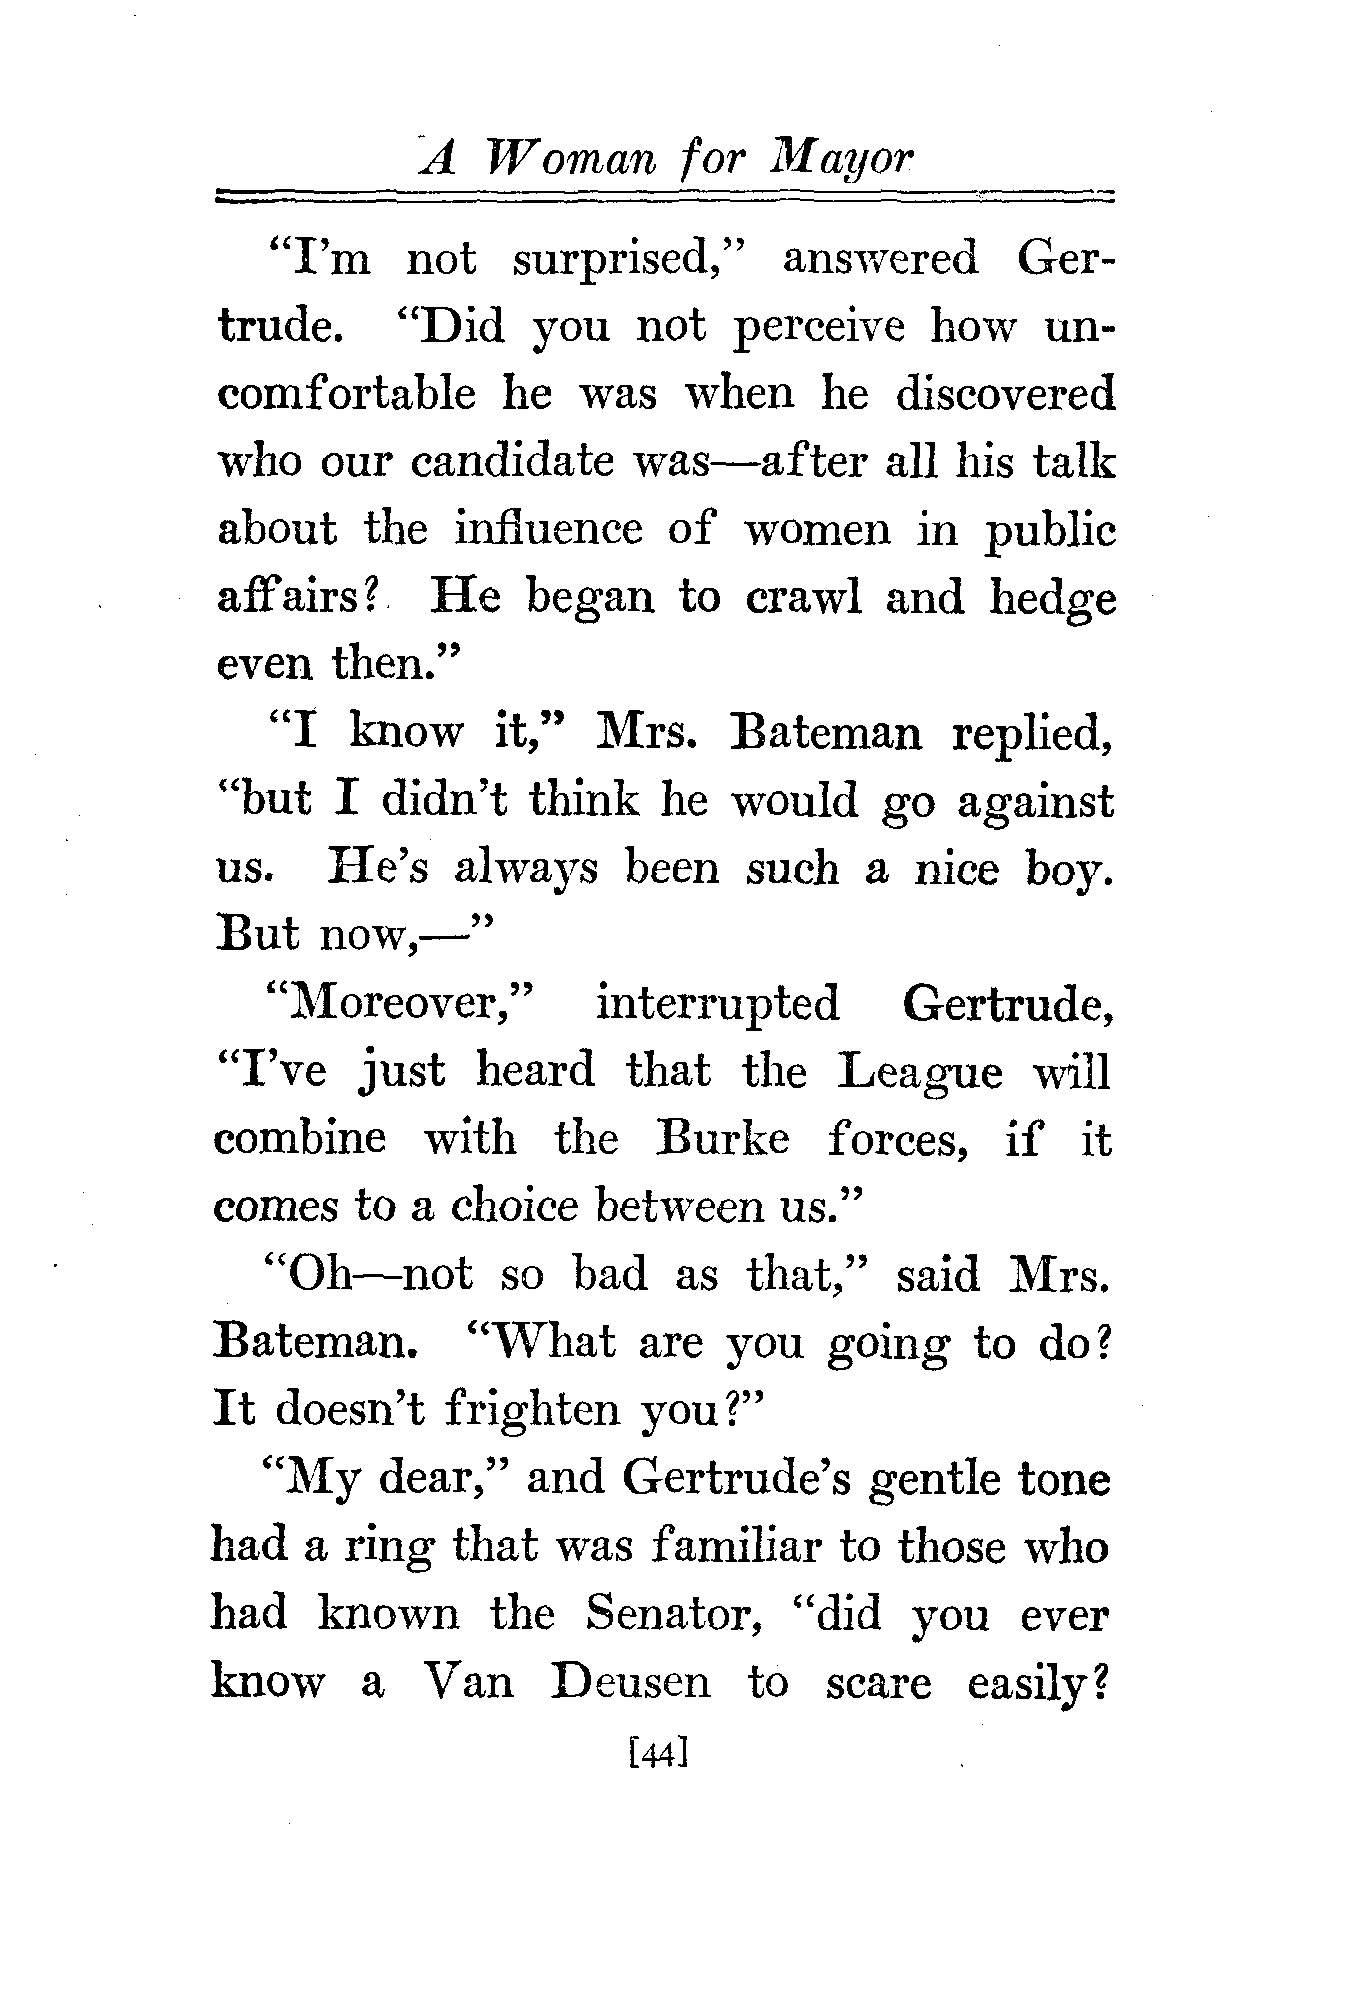 A Woman for Mayor
“I’m not surprised,” answered Ger-
trude. “Did you not perceive how un-
comfortable he was when he discovered
who our candidate was—after all his talk
about the influence of women in public
affairs? He began to crawl and hedge
even then.”
“I know it,” Mrs. Bateman replied,
“but I didn’t think he would go against
us. He’s always been such a nice boy.
But now,—”
“Moreover,” interrupted Gertrude,
“I’ve just heard that the League will
combine with the Burke forces, if it
comes to a choice between us.”
“Oh—not so bad as that,” said Mrs.
Bateman. “What are you going to do?
It doesn’t frighten you?”
“My dear,” and Gertrude’s gentle tone
had a ring that was familiar to those who
had known the Senator, “did you ever
know a Van Deusen to scare easily?
[44]